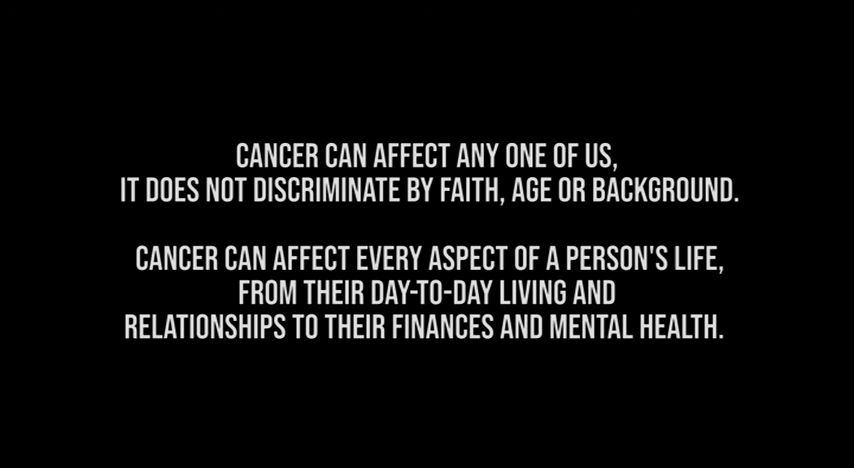 CANCER CAN AFFECT ANY ONE OF US,
IT DOES NOT DISCRIMINATE BY FAITH, AGE OR BACKGROUND.
CANCER CAN AFFECT EVERY ASPECT OF A PERSON'S LIFE,
FROM THEIR DAY-TO-DAY LIVING AND
RELATIONSHIPS TO THEIR FINANCES AND MENTAL HEALTH.